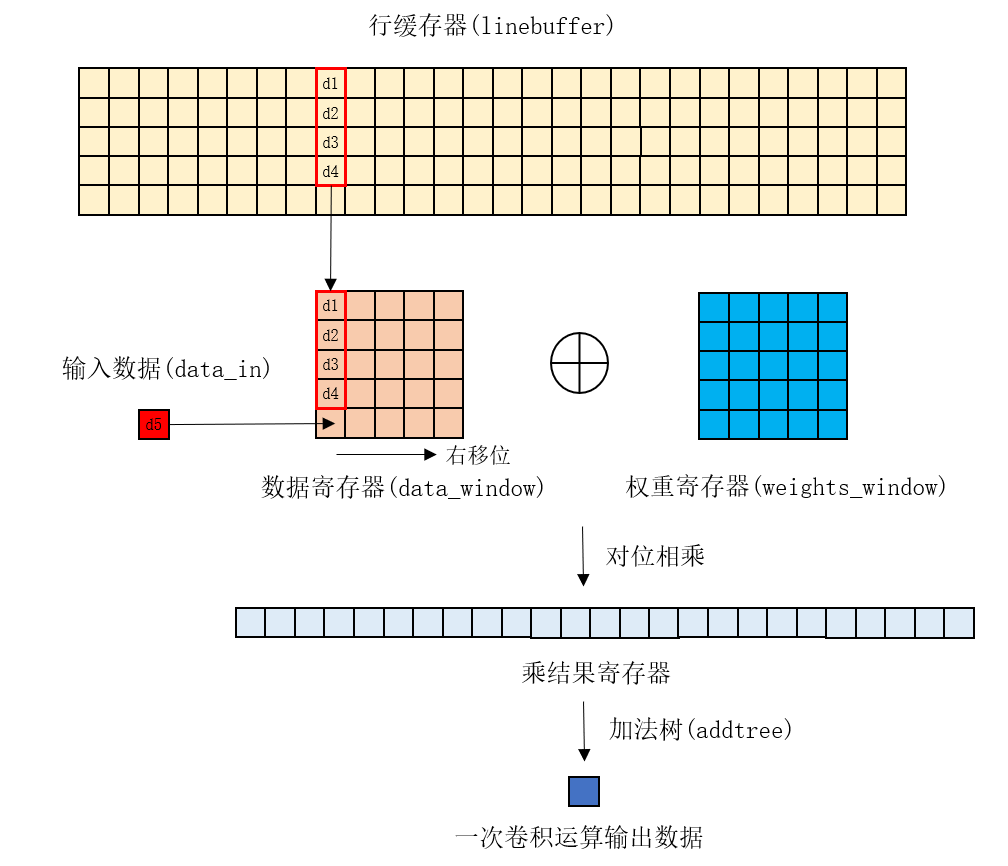 行缓存器(linebuffer)
d1
d2
d3
d4
d1
d2
d3
d4
输入数据(data_in)
d5
右移位
数据寄存器(data_window)
权重寄存器(weights_window)
对位相乘
乘结果寄存器
加法树(addtree)
一次卷积运算输出数据